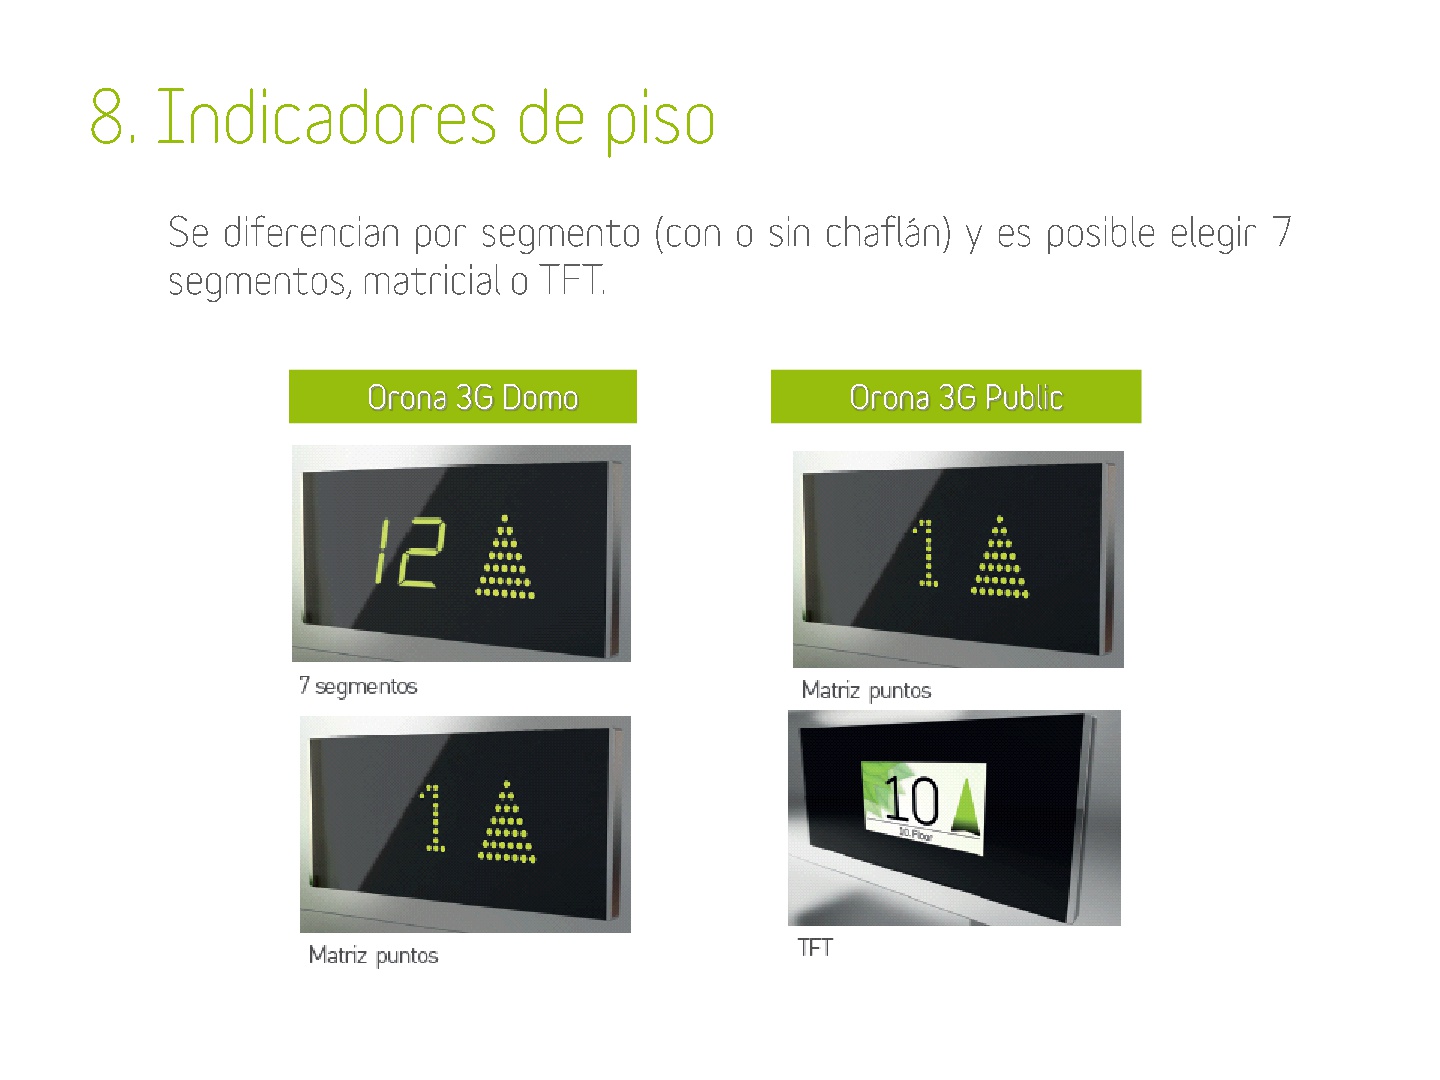 8. Indicadores de piso
Se diferencian por segmento (con o sin chaflán) y es posible elegir 7
segmentos, matricial o TFT.
Orona 3G Domo
12
7 segmentos
1
Matriz puntos
Orona 3G Public
1
Matriz puntos
10
10. Floor
TFT